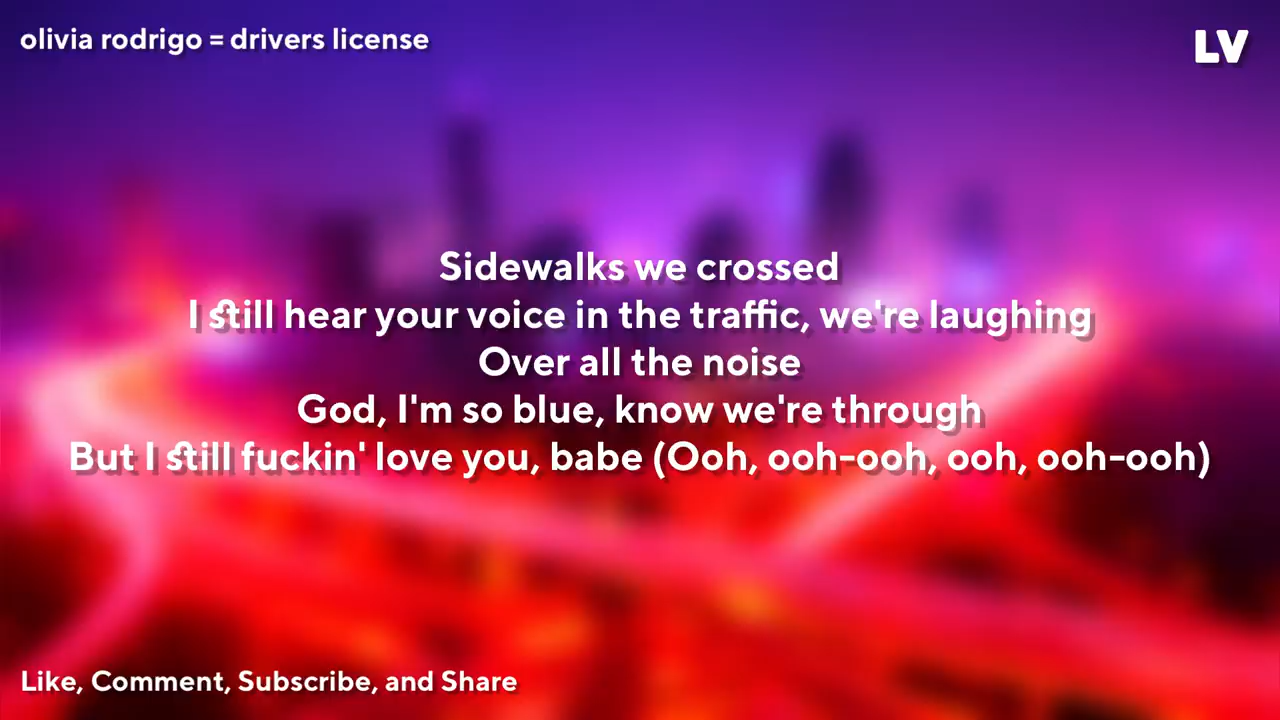 olivia rodrigo = drivers license
LV
Sidewalks we crossed
I still hear your voice in the traffic, we're laughing
Over all the noise
God, I'm so blue, know we're through
But I still fuckin' love you, babe (Ooh, ooh-ooh, ooh, ooh-ooh)
Like, Comment, Subscribe, and Share